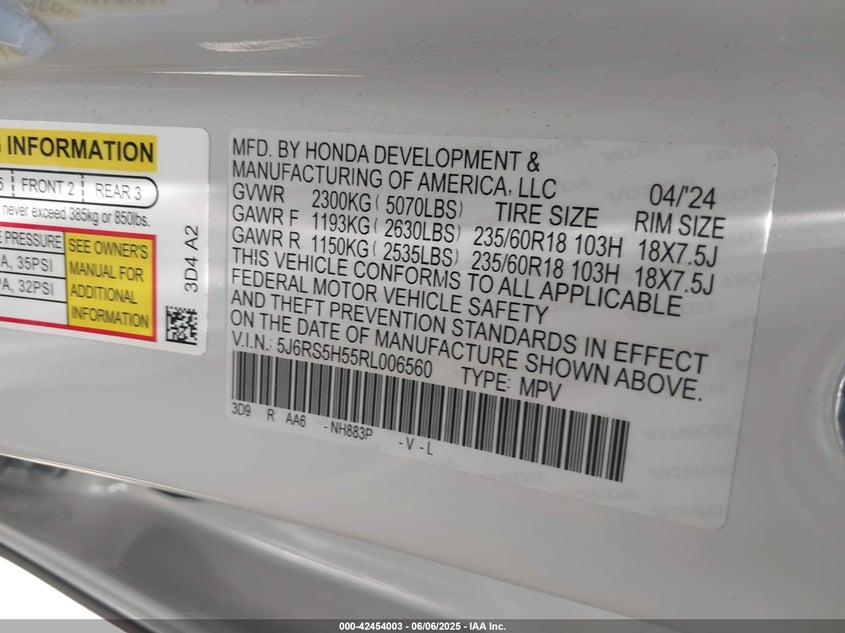 INFORMATION
FRONT 2 REAR 3
never exceed 385kg or 850lbs.
PRESSURE
35PSI
32PSI
SEE OWNER'S
MANUAL FOR
ADDITIONAL
INFORMATION
3D4 A2
MFD. BY HONDA DEVELOPMENT &
MANUFACTURING OF AMERICA, LLC 04/'24
GVWR 2300KG(5070LBS) TIRE SIZE RIM SIZE
GAWR F 1193KG(2630LBS) 235/60R18 103H 18X7.5J
GAWR R 1150KG(2535LBS) 235/60R18 103H 18X7.5J
THIS VEHICLE CONFORMS TO ALL APPLICABLE
FEDERAL MOTOR VEHICLE SAFETY
AND THEFT PREVENTION STANDARDS IN EFFECT
ON THE DATE OF MANUFACTURE SHOWN ABOVE.
V.I.N.: 5J6RS5H55RL006560 TYPE: MPV
3D9 R AA6 -NH883P -V-L
000-42454003 - 06/06/2025 - IAA Inc.